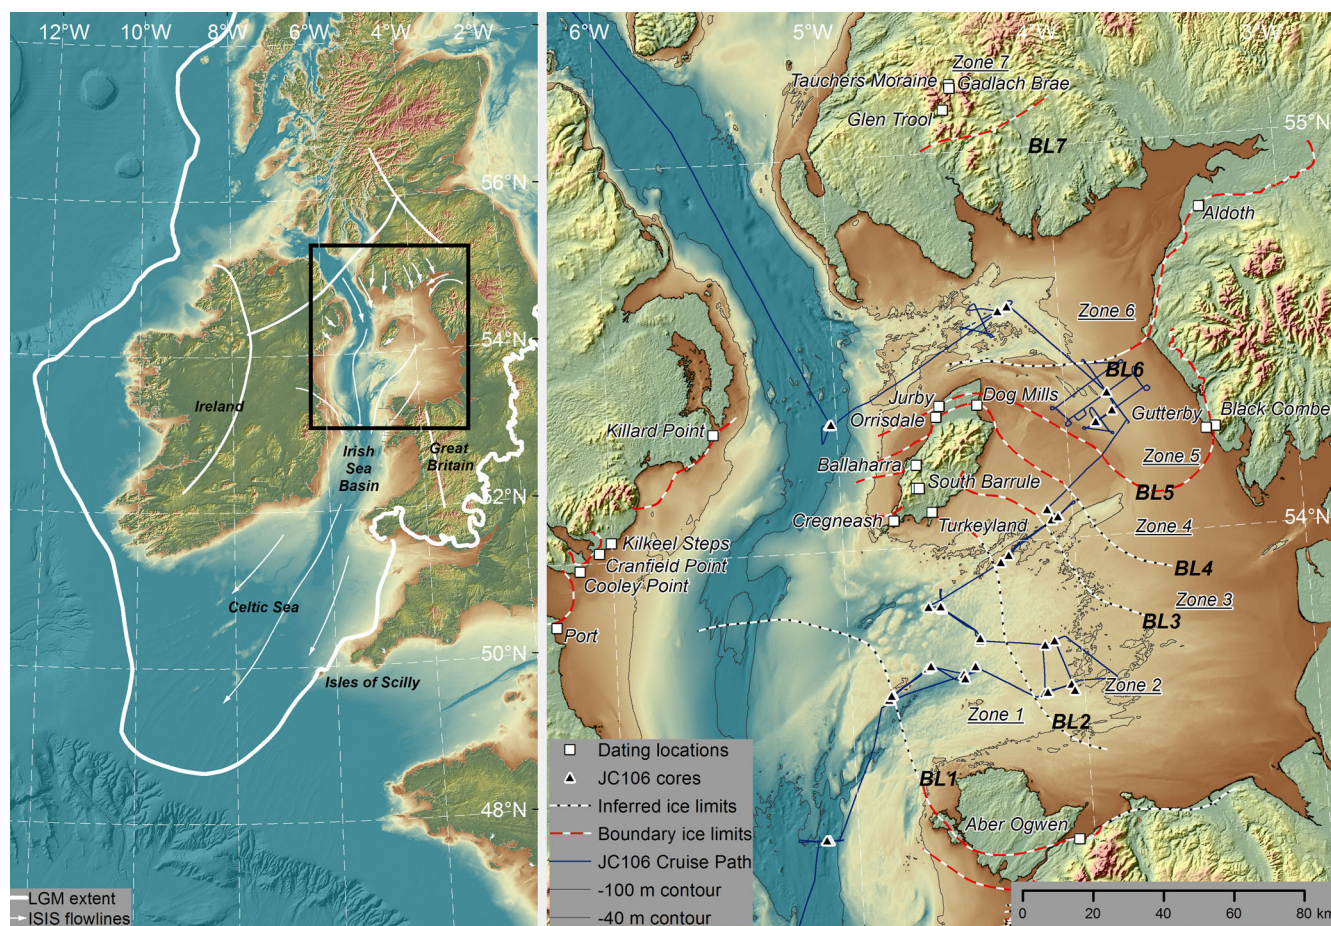 12°W
10°W
8°W
6°W
4°W
2°W
56°N
54°N
52°N
50°N
48°N
Ireland
Great
Britain
Irish
Sea
Basin
Celtic Sea
Isles of Scilly
LGM extent
ISIS flowlines
6°W
5°W
4°W
3°W
55°N
54°N
Zone 7
Tauchers Moraine
Gadlach Brae
Glen Trool
BL7
Aldoth
Zone 6
BL6
Jurby
Dog Mills
Orrisdale
Gutterby
Black Combe
Killard Point
Ballaharra
Zone 5
South Barrule
BL5
Cregneash
Turkeyland
Zone 4
Kilkeel Steps
Cranfield Point
Cooley Point
BL4
Zone 3
BL3
Port
Zone 2
Zone 1
BL2
BL1
Aber Ogwen
Dating locations
JC106 cores
Inferred ice limits
Boundary ice limits
JC106 Cruise Path
-100 m contour
-40 m contour
0 20 40 60 80 km